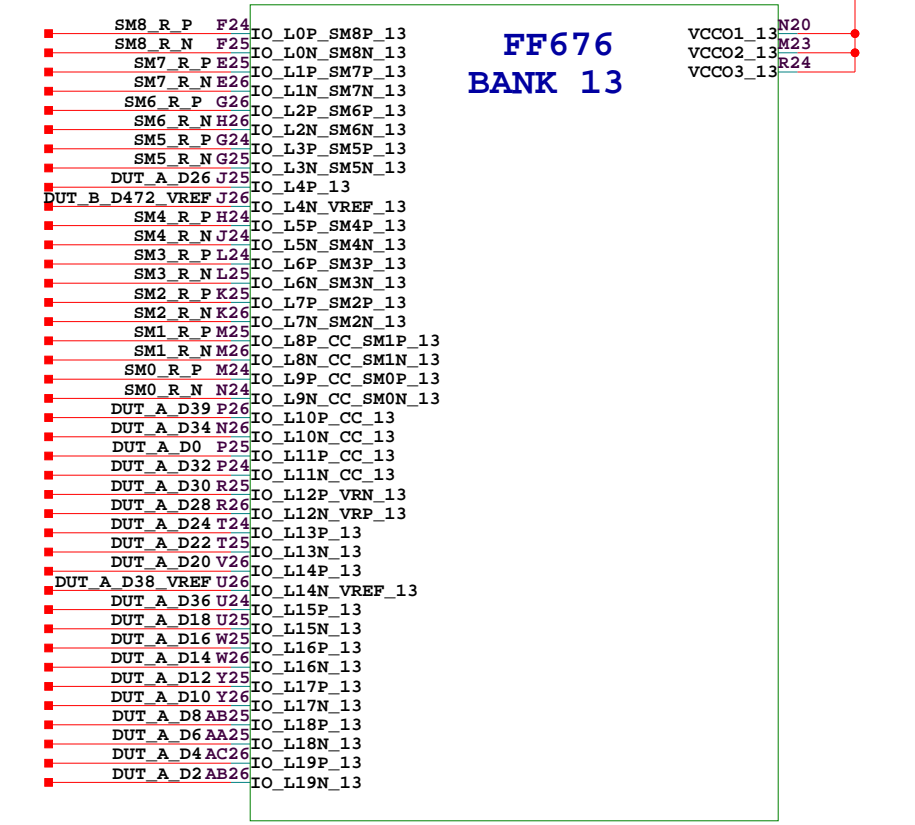 FF676
BANK 13
SM8_R_P F24 IO_L0P_SM8P_13
SM8_R_N F25 IO_L0N_SM8N_13
SM7_R_P E25 IO_L1P_SM7P_13
SM7_R_N E26 IO_L1N_SM7N_13
SM6_R_P G26 IO_L2P_SM6P_13
SM6_R_N H26 IO_L2N_SM6N_13
SM5_R_P G24 IO_L3P_SM5P_13
SM5_R_N G25 IO_L3N_SM5N_13
DUT_A_D26 J25 IO_L4P_13
DUT_B_D472_VREF J26 IO_L4N_VREF_13
SM4_R_P H24 IO_L5P_SM4P_13
SM4_R_N J24 IO_L5N_SM4N_13
SM3_R_P L24 IO_L6P_SM3P_13
SM3_R_N L25 IO_L6N_SM3N_13
SM2_R_P K25 IO_L7P_SM2P_13
SM2_R_N K26 IO_L7N_SM2N_13
SM1_R_P M25 IO_L8P_CC_SM1P_13
SM1_R_N M26 IO_L8N_CC_SM1N_13
SM0_R_P M24 IO_L9P_CC_SM0P_13
SM0_R_N N24 IO_L9N_CC_SM0N_13
DUT_A_D39 P26 IO_L10P_CC_13
DUT_A_D34 N26 IO_L10N_CC_13
DUT_A_D0 P25 IO_L11P_CC_13
DUT_A_D32 P24 IO_L11N_CC_13
DUT_A_D30 R25 IO_L12P_VRN_13
DUT_A_D28 R26 IO_L12N_VRP_13
DUT_A_D24 T24 IO_L13P_13
DUT_A_D22 T25 IO_L13N_13
DUT_A_D20 V26 IO_L14P_13
DUT_A_D38_VREF U26 IO_L14N_VREF_13
DUT_A_D36 U24 IO_L15P_13
DUT_A_D18 U25 IO_L15N_13
DUT_A_D16 W25 IO_L16P_13
DUT_A_D14 W26 IO_L16N_13
DUT_A_D12 Y25 IO_L17P_13
DUT_A_D10 Y26 IO_L17N_13
DUT_A_D8 AB25 IO_L18P_13
DUT_A_D6 AA25 IO_L18N_13
DUT_A_D4 AC26 IO_L19P_13
DUT_A_D2 AB26 IO_L19N_13
VCCO1_13 N20
VCCO2_13 M23
VCCO3_13 R24